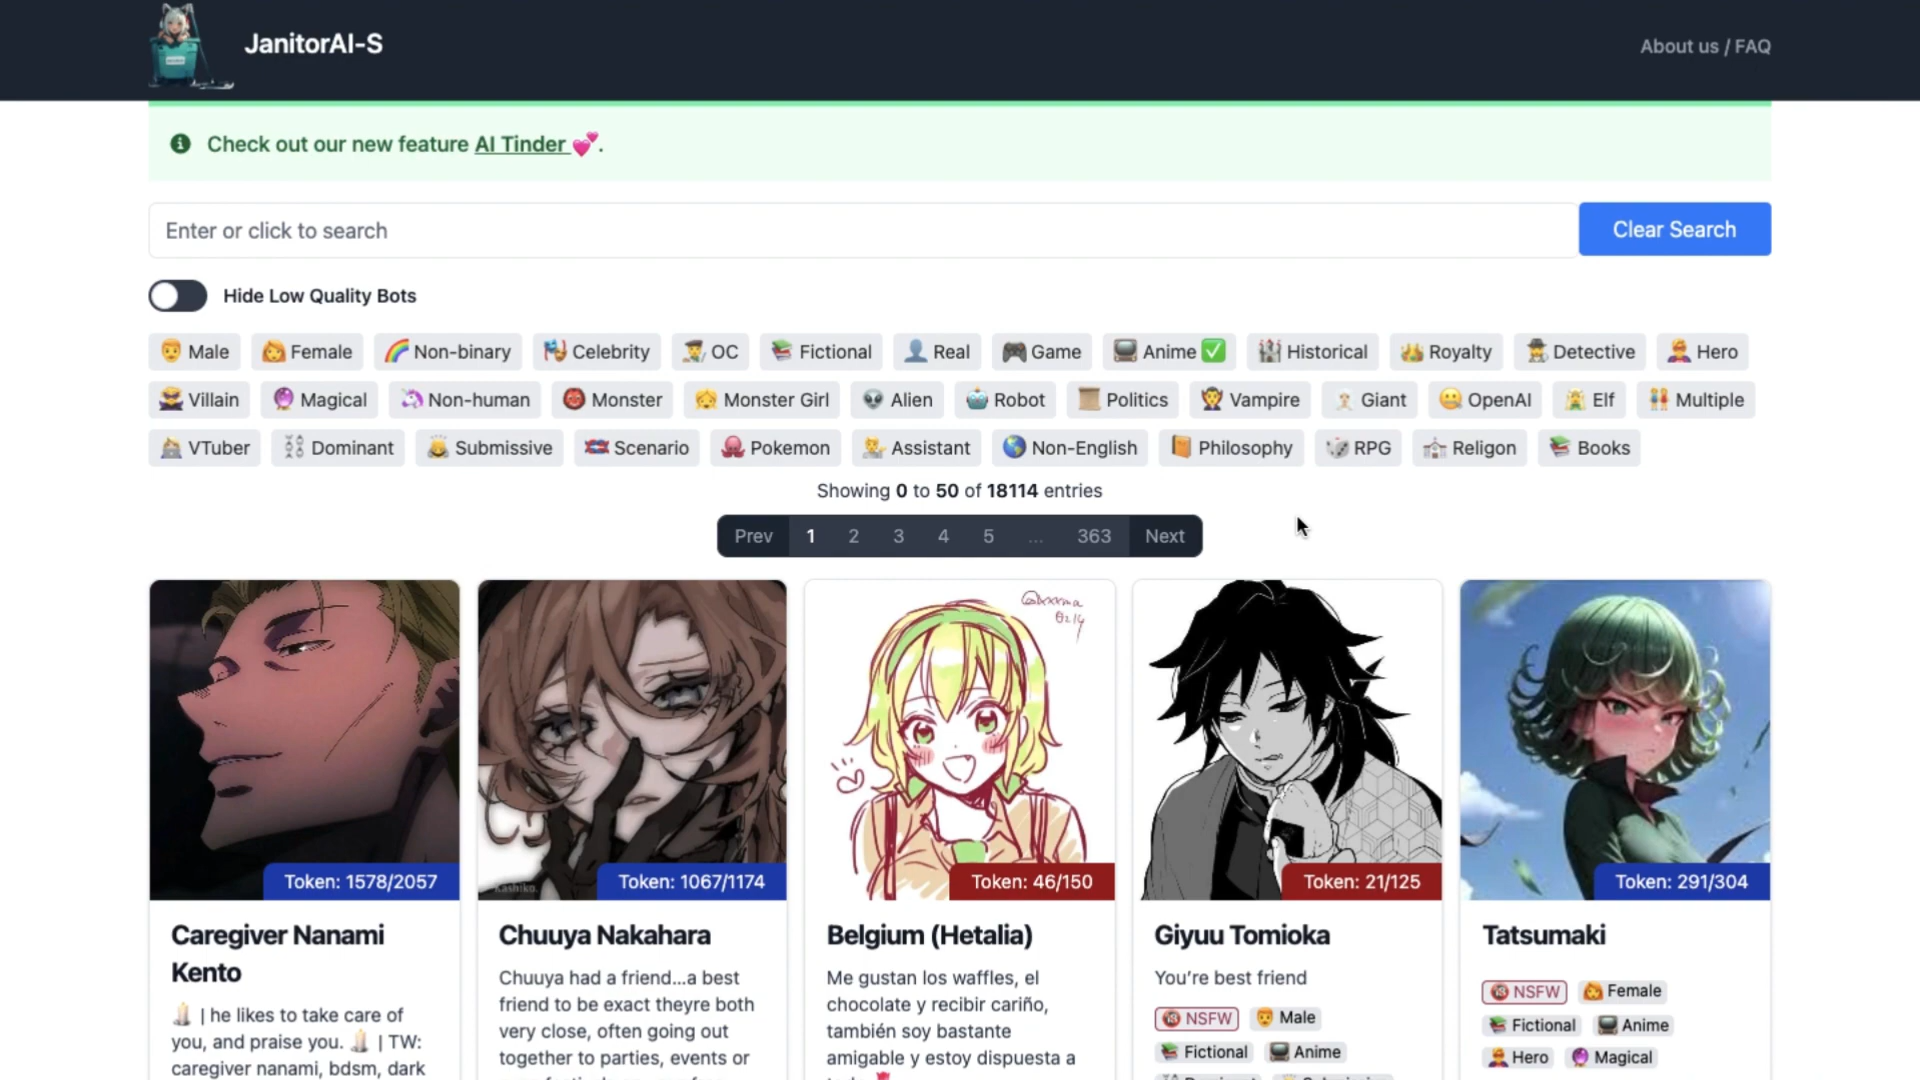 JanitorAI-S
About us / FAQ
Check out our new feature AI Tinder 💕.
Enter or click to search
Clear Search
Hide Low Quality Bots
Male Female Non-binary Celebrity OC Fictional Real Game Anime ✅ Historical Royalty Detective Hero
Villain Magical Non-human Monster Monster Girl Alien Robot Politics Vampire Giant OpenAI Elf Multiple
VTuber Dominant Submissive Scenario Pokemon Assistant Non-English Philosophy RPG Religon Books
Showing 0 to 50 of 18114 entries
Prev 1 2 3 4 5 ... 363 Next
Token: 1578/2057
Caregiver Nanami
Kento
🕯️ | he likes to take care of
you, and praise you. 🕯️ | TW:
caregiver nanami, bdsm, dark
Kashiko.
Token: 1067/1174
Chuuya Nakahara
Chuuya had a friend...a best
friend to be exact theyre both
very close, often going out
together to parties, events or
Token: 46/150
Belgium (Hetalia)
Me gustan los waffles, el
chocolate y recibir cariño,
también soy bastante
amigable y estoy dispuesta a
Token: 21/125
Giyuu Tomioka
You're best friend
NSFW Male
Fictional Anime
Token: 291/304
Tatsumaki
NSFW Female
Fictional Anime
Hero Magical